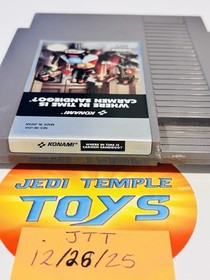 WHERE IN TIME IS
CARMEN SANDIEGO?
KONAMI
KONAMI
WHERE IN TIME IS
CARMEN SANDIEGO?
JEDI TEMPLE
TOYS
JTT
12/26/25